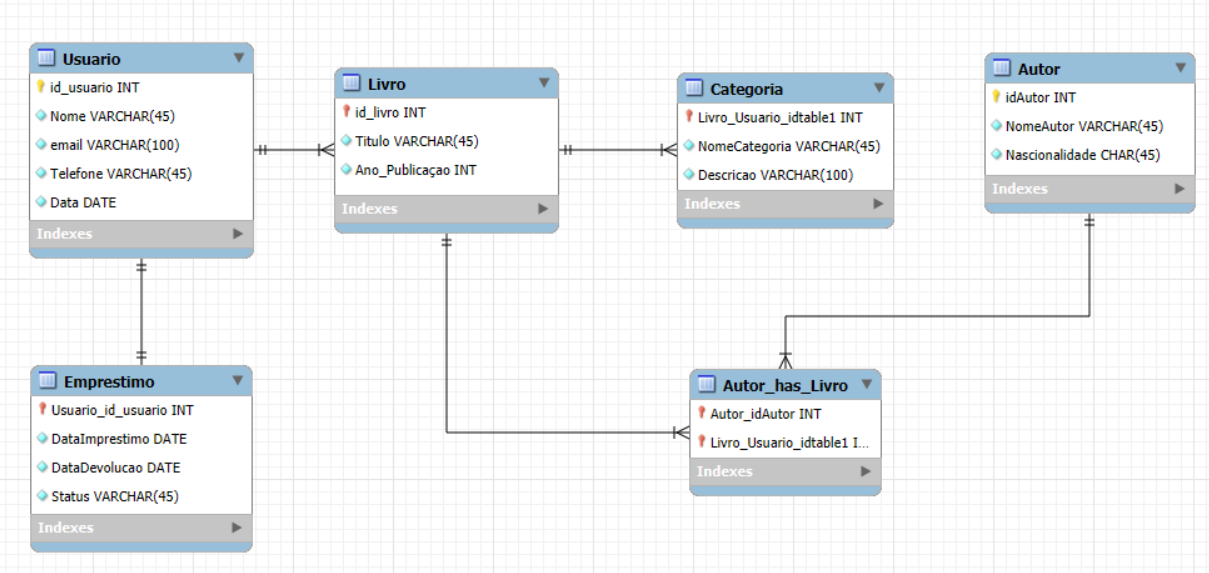 Usuario
id_usuario INT
Nome VARCHAR(45)
email VARCHAR(100)
Telefone VARCHAR(45)
Data DATE
Indexes
Livro
id_livro INT
Titulo VARCHAR(45)
Ano_Publicaçao INT
Indexes
Categoria
Livro_Usuario_idtable1 INT
NomeCategoria VARCHAR(45)
Descricao VARCHAR(100)
Indexes
Autor
idAutor INT
NomeAutor VARCHAR(45)
Nascionalidade CHAR(45)
Indexes
Emprestimo
Usuario_id_usuario INT
DataImprestimo DATE
DataDevolucao DATE
Status VARCHAR(45)
Indexes
Autor_has_Livro
Autor_idAutor INT
Livro_Usuario_idtable1 I...
Indexes